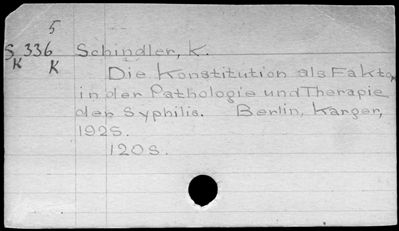 5
S 336 Schindler, K.
K K
Die Konstitution als Faktor
in der Pathologie und Therapie
der Syphilis. Berlin, Karger,
1925.
120 S.